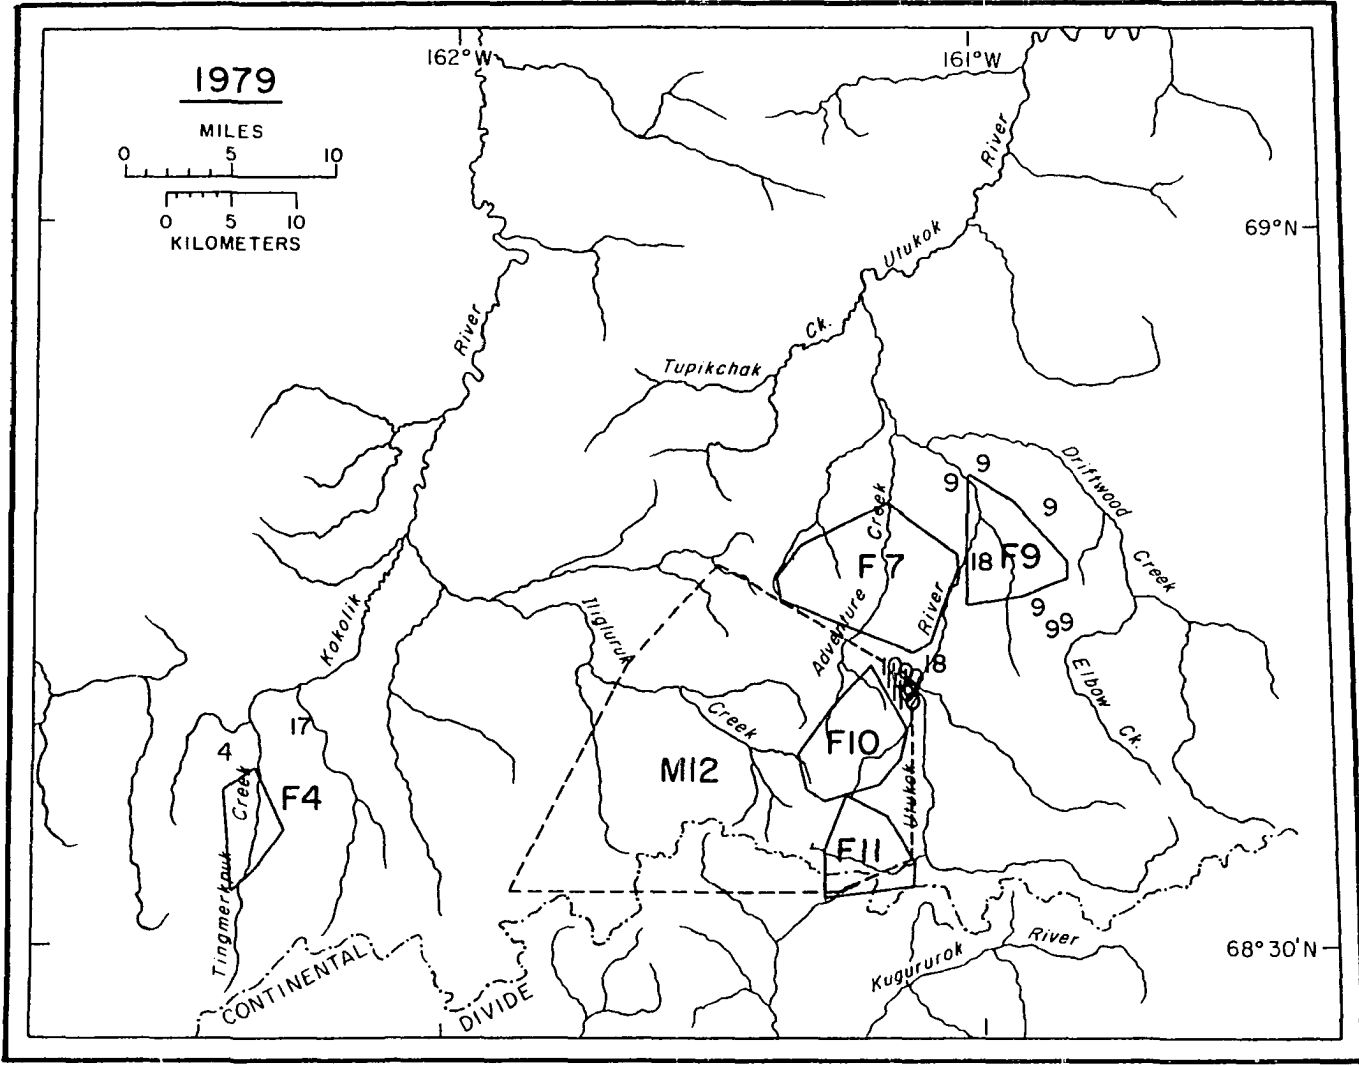 162°W
161°W
1979
MILES
0 5 10
0 5 10
KILOMETERS
River
69°N
Utukok
River
Ck.
Tupikchak
Driftwood
Creek
9
9
9
Creek
F7
18
F9
Adventure
River
9
9
9
Iligluruk
Kokolik
18
Elbow
Ck.
17
Creek
F10
4
M12
F4
Creek
Utukok
F11
Tingmerkpuk
River
Kugururok
68°30'N
CONTINENTAL
DIVIDE